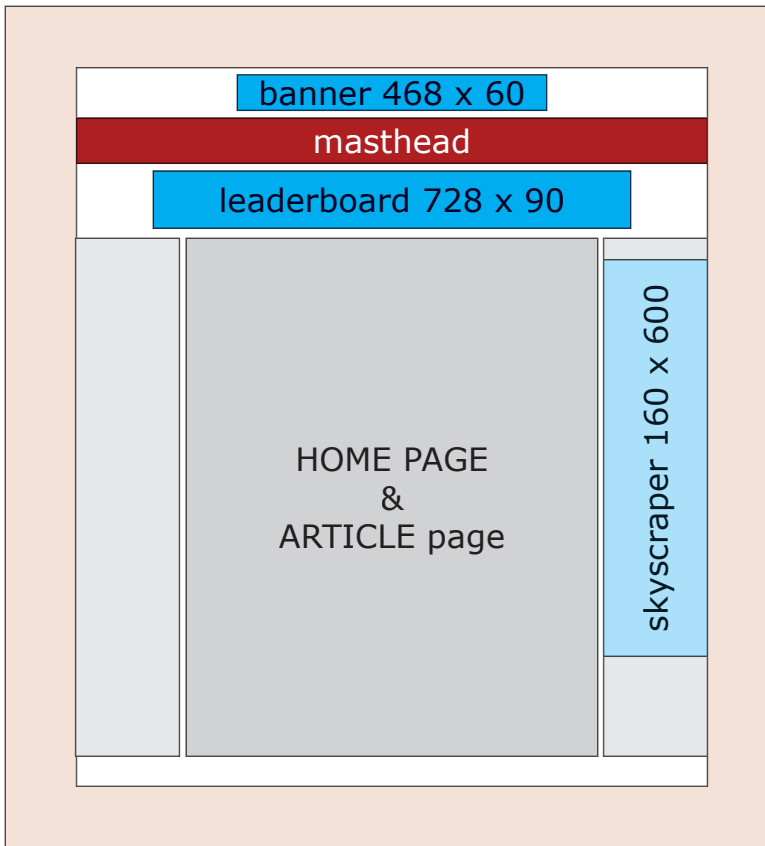 banner 468 x 60
masthead
leaderboard 728 x 90
HOME PAGE
&
ARTICLE page
skyscraper 160 x 600